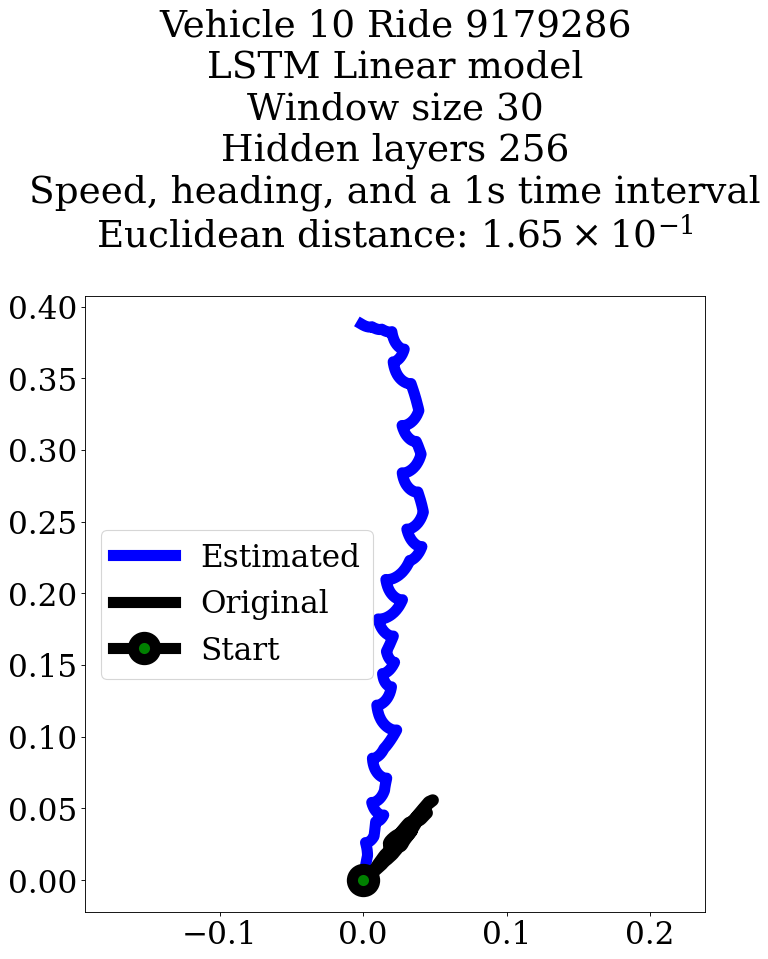 Vehicle 10 Ride 9179286
LSTM Linear model
Window size 30
Hidden layers 256
Speed, heading, and a 1s time interval
Euclidean distance: 1.65 × 10⁻¹
0.40
0.35
0.30
0.25
0.20
0.15
0.10
0.05
0.00
Estimated
Original
Start
−0.1
0.0
0.1
0.2